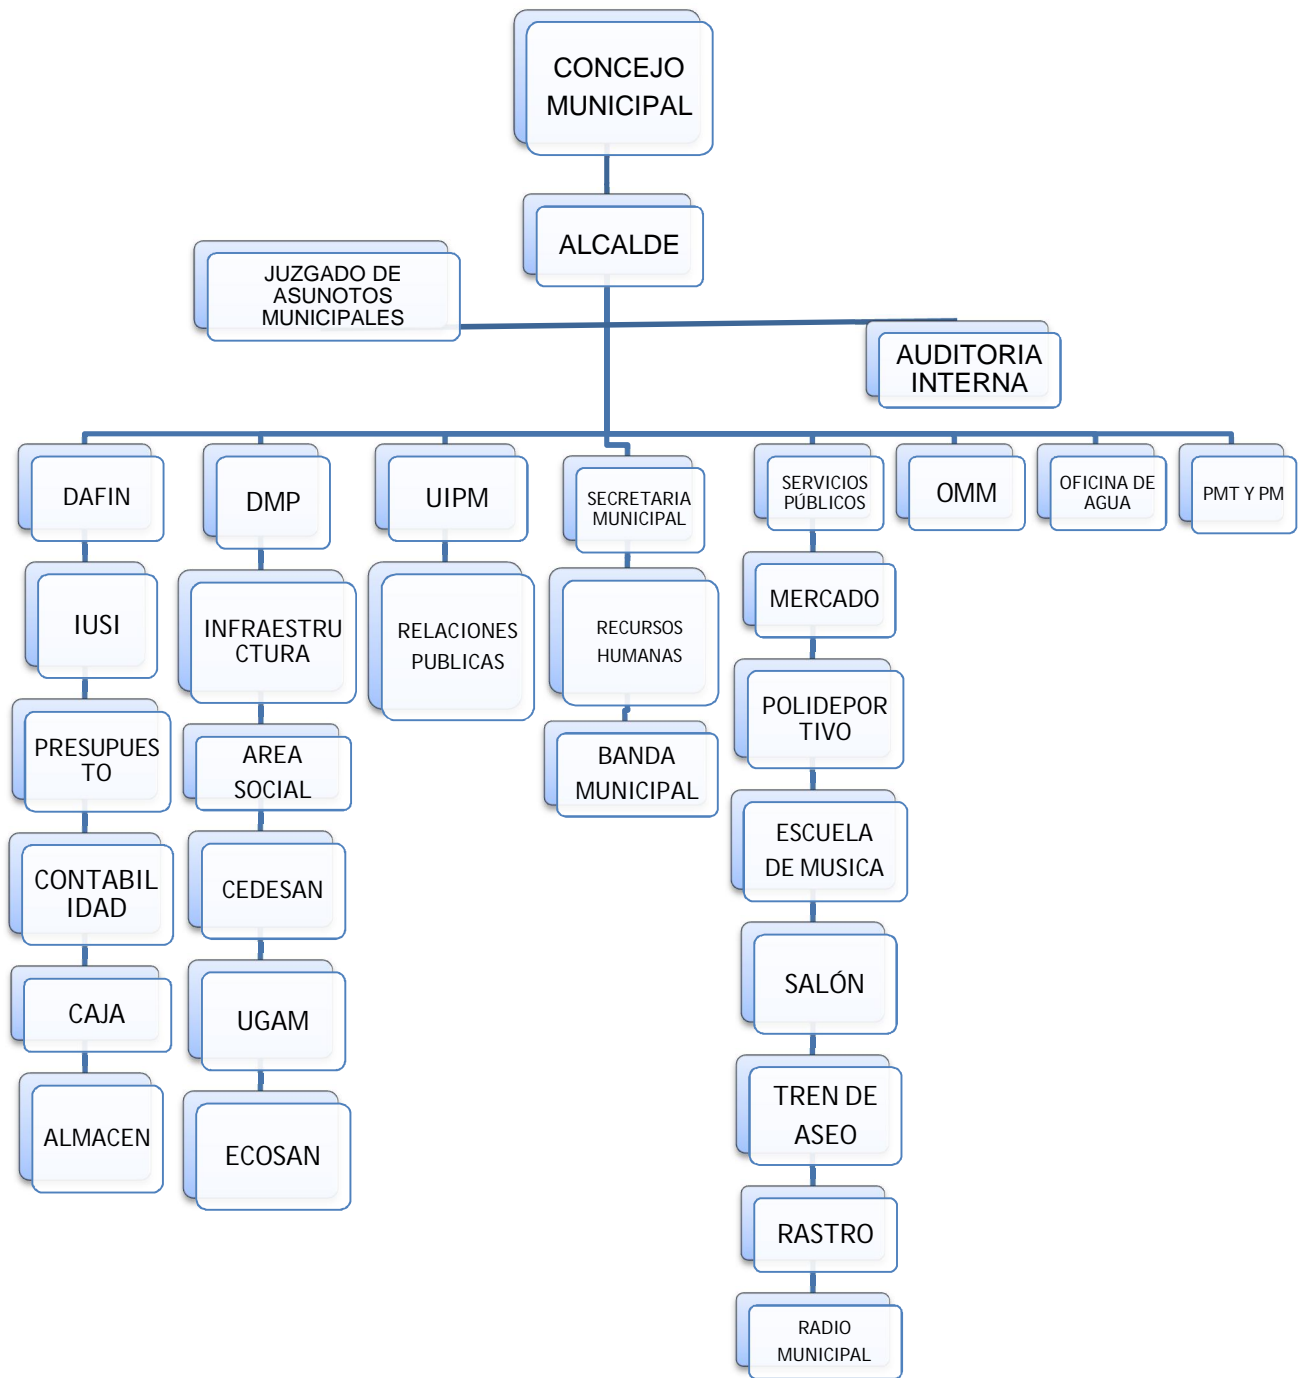 CONCEJO
MUNICIPAL
ALCALDE
JUZGADO DE
ASUNOTOS
MUNICIPALES
AUDITORIA
INTERNA
DAFIN
DMP
UIPM
SECRETARIA
MUNICIPAL
SERVICIOS
PÚBLICOS
OMM
OFICINA DE
AGUA
PMT Y PM
IUSI
PRESUPUES
TO
CONTABIL
IDAD
CAJA
ALMACEN
INFRAESTRU
CTURA
AREA
SOCIAL
CEDESAN
UGAM
ECOSAN
RELACIONES
PUBLICAS
RECURSOS
HUMANAS
BANDA
MUNICIPAL
MERCADO
POLIDEPOR
TIVO
ESCUELA
DE MUSICA
SALÓN
TREN DE
ASEO
RASTRO
RADIO
MUNICIPAL